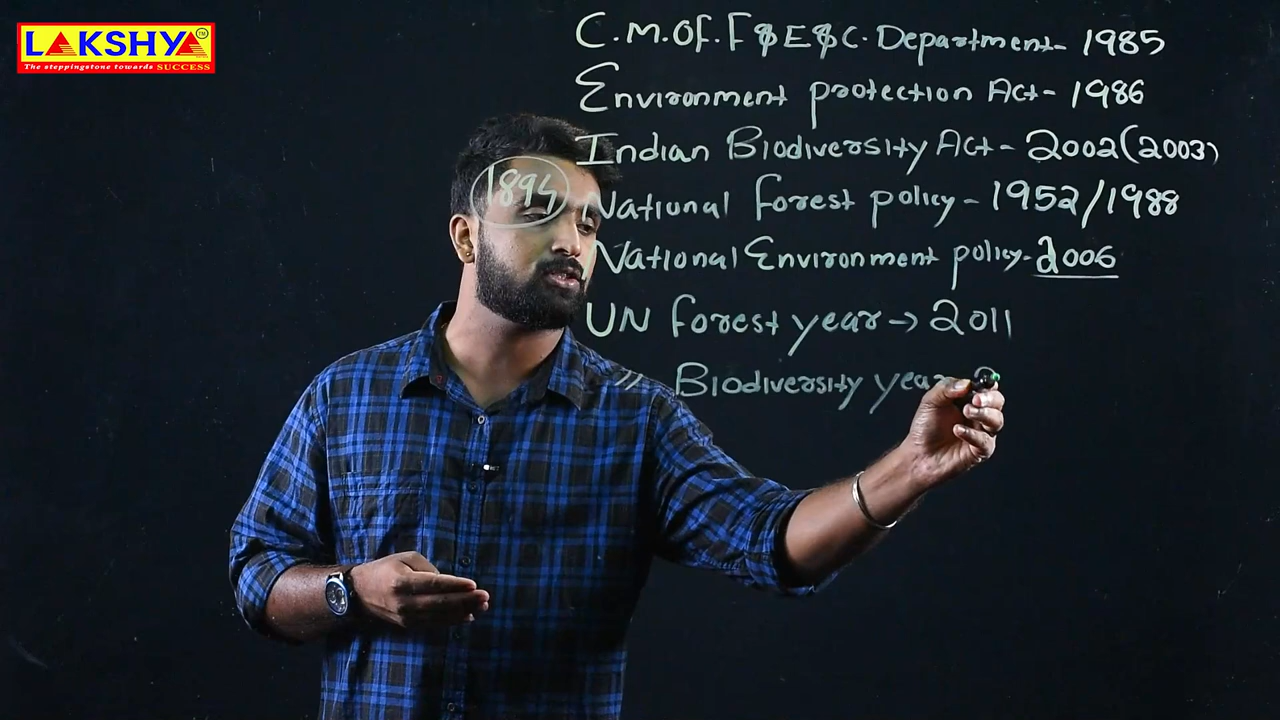 LAKSHYA TM
The steppingstone towards SUCCESS
C.M.Of.F&E&C.Department- 1985
Environment protection Act- 1986
Indian Biodiversity Act- 2002(2003)
1894
National forest policy - 1952/1988
National Environment policy- 2006
UN forest year → 2011
" Biodiversity year